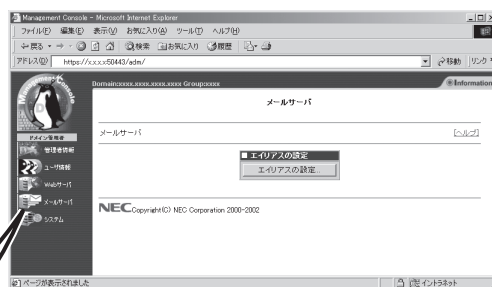 Management Console - Microsoft Internet Explorer
ファイル(F) 編集(E) 表示(V) お気に入り(A) ツール(T) ヘルプ(H)
戻る 検索 お気に入り 履歴
アドレス(D) https://x.x.x.x:50443/adm/ 移動 リンク
Management Console
Domain:xxxx.xxxx.xxxx.xxxx Group:xxxx
Information
メールサーバ
ドメイン管理者
管理者情報
ユーザ情報
Webサーバ
メールサーバ
システム
メールサーバ [ヘルプ]
■ エイリアスの設定
エイリアスの設定...
NEC Copyright(C) NEC Corporation 2000-2002
ページが表示されました
イントラネット